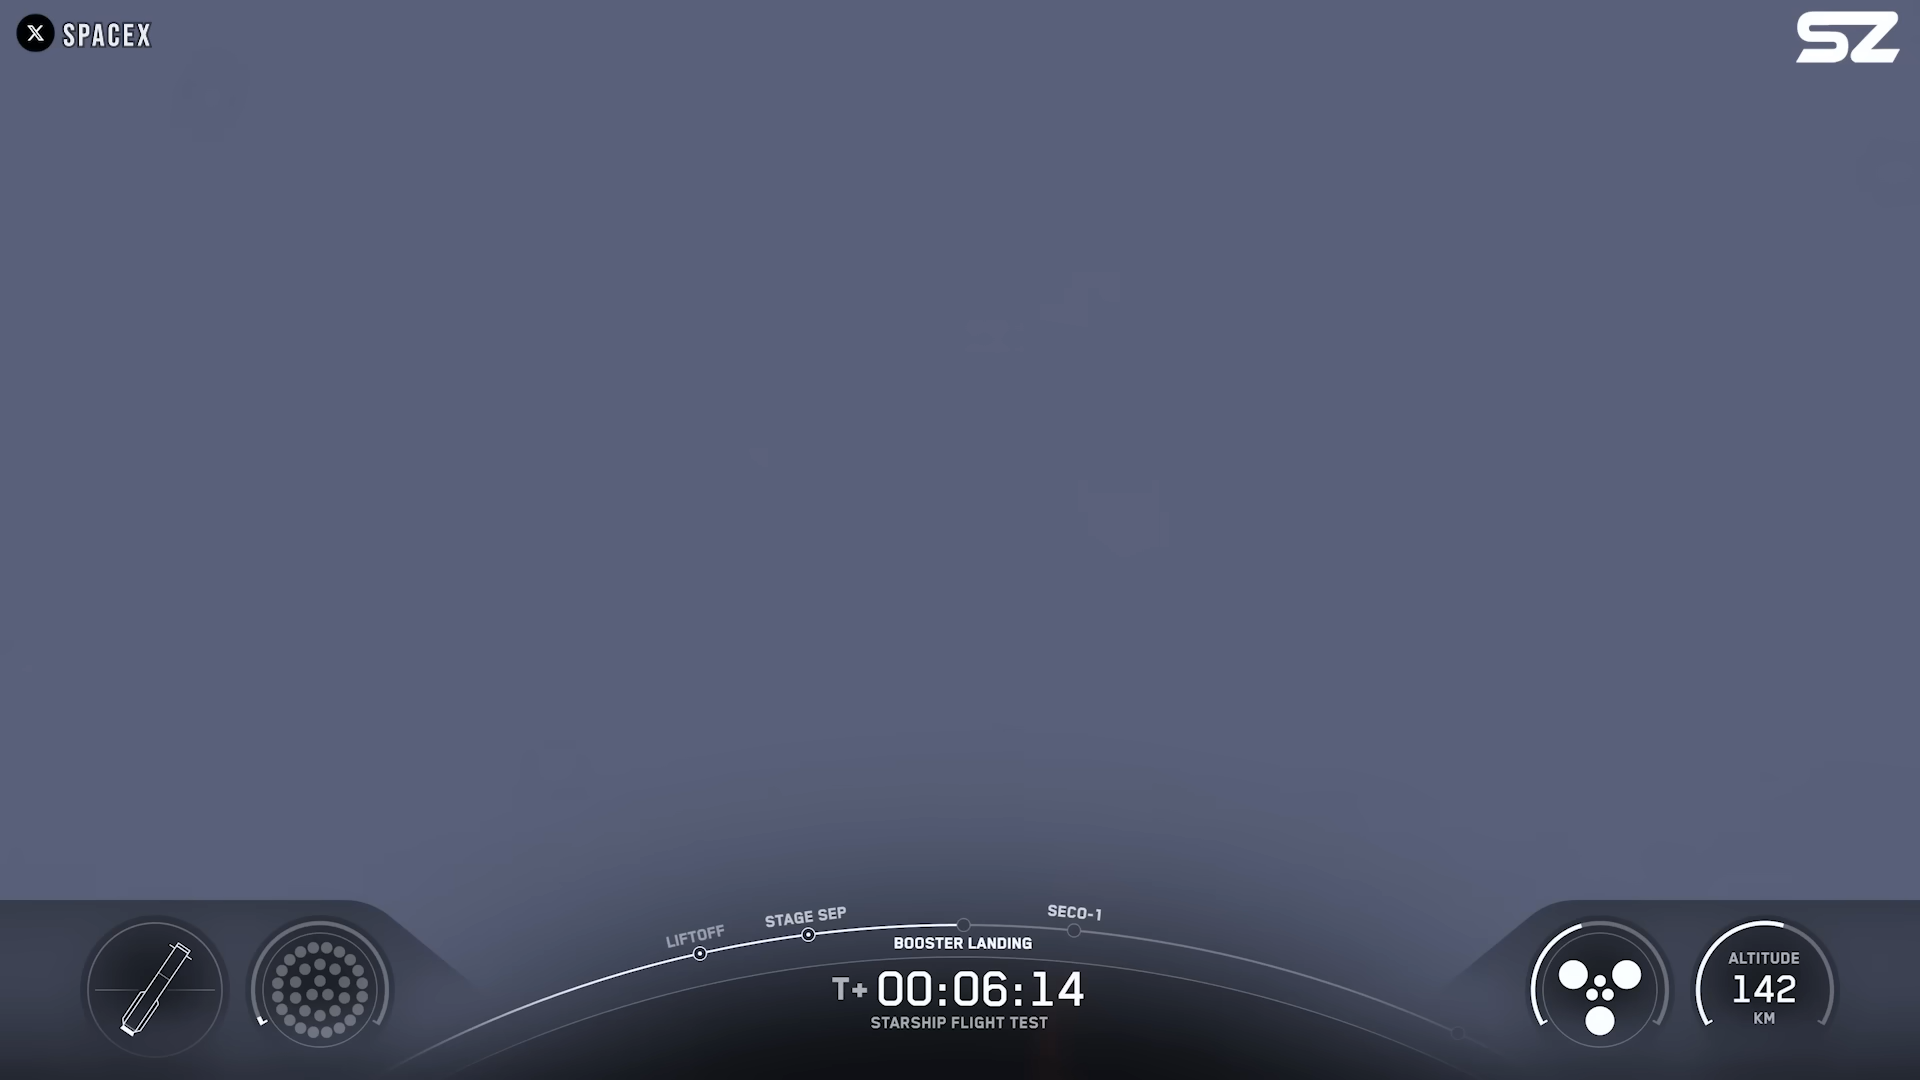 X SPACEX
SZ
LIFTOFF
STAGE SEP
BOOSTER LANDING
SECO-1
T+ 00:06:14
STARSHIP FLIGHT TEST
ALTITUDE
142
KM